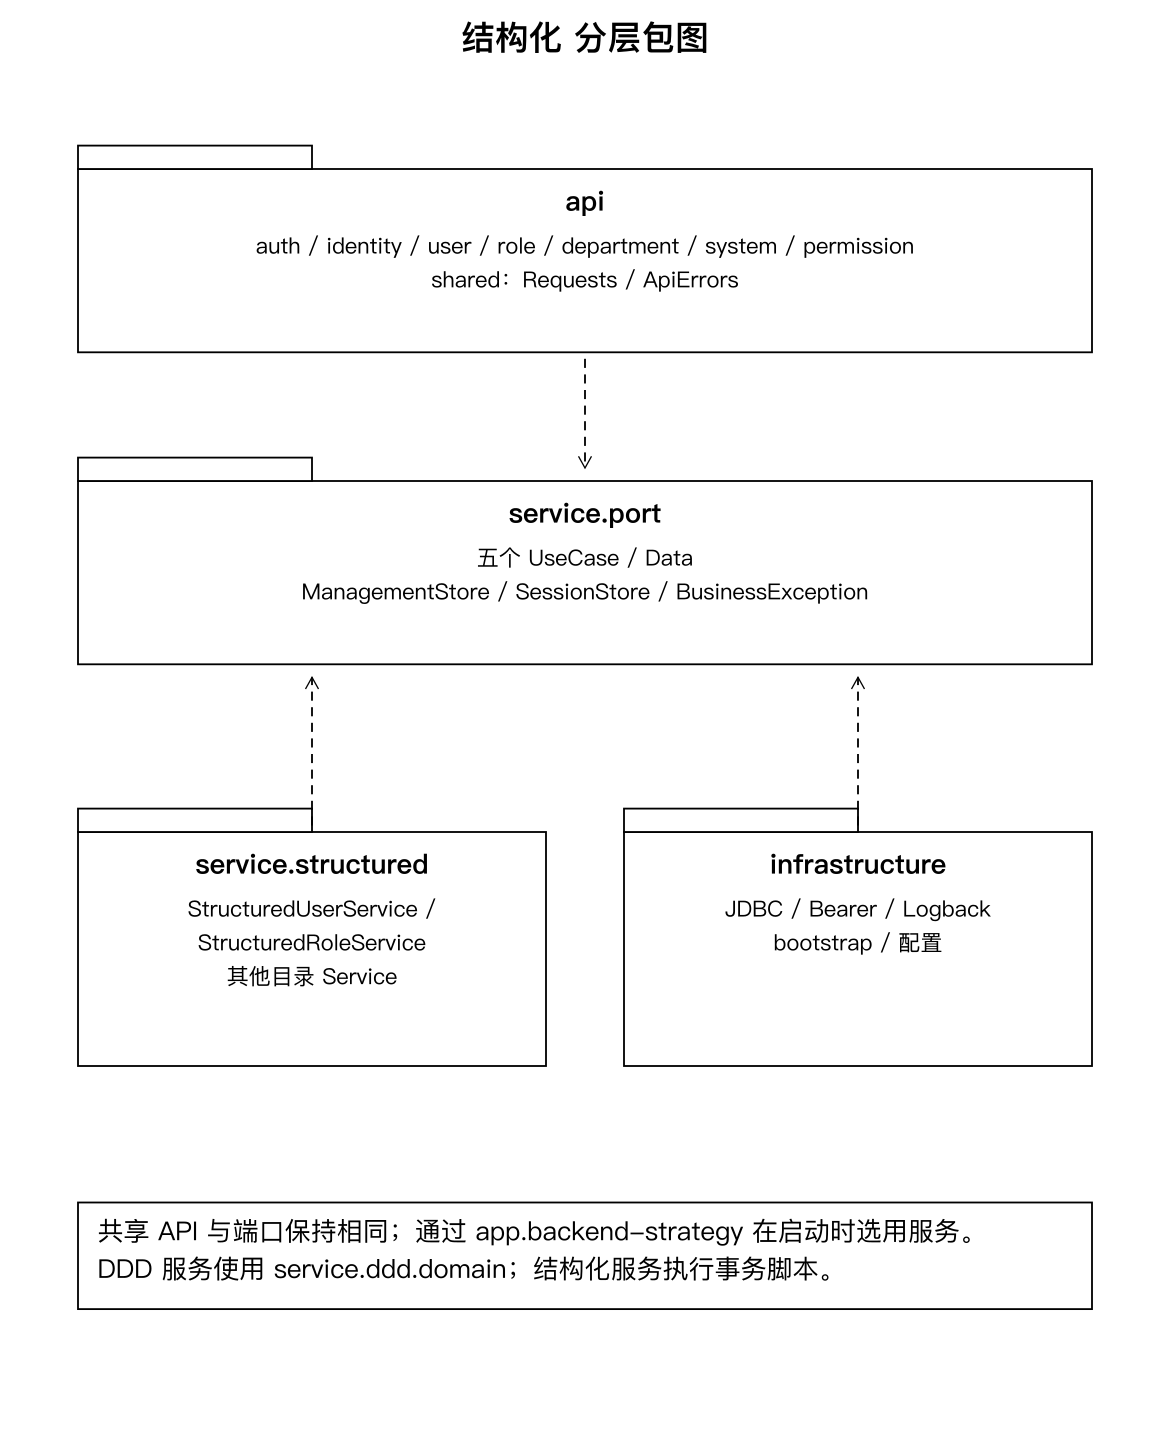 结构化 分层包图
api
auth / identity / user / role / department / system / permission
shared：Requests / ApiErrors
service.port
五个 UseCase / Data
ManagementStore / SessionStore / BusinessException
service.structured
StructuredUserService /
StructuredRoleService
其他目录 Service
infrastructure
JDBC / Bearer / Logback
bootstrap / 配置
共享 API 与端口保持相同；通过 app.backend-strategy 在启动时选用服务。
DDD 服务使用 service.ddd.domain；结构化服务执行事务脚本。